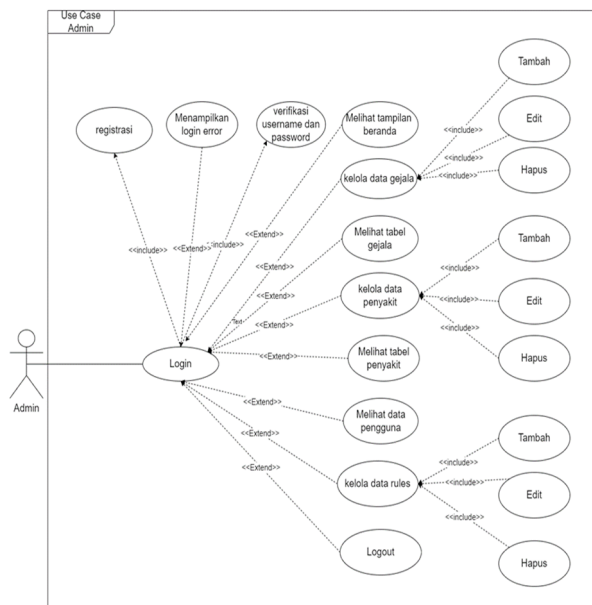 Use Case
Admin
Tambah
registrasi
Menampilkan
login error
verifikasi
username dan
password
Melihat tampilan
beranda
Edit
<<include>>
<<include>>
kelola data gejala
<<include>>
Hapus
Melihat tabel
gejala
Tambah
<<include>>
<<Extend>>
<<include>>
<<Extend>>
<<Extend>>
<<include>>
kelola data
penyakit
<<Extend>>
<<include>>
Edit
<<include>>
Text
<<Extend>>
Login
<<Extend>>
Melihat tabel
penyakit
Hapus
Admin
<<Extend>>
Melihat data
pengguna
<<Extend>>
Tambah
<<include>>
<<Extend>>
kelola data rules
<<include>>
Edit
<<include>>
Logout
Hapus